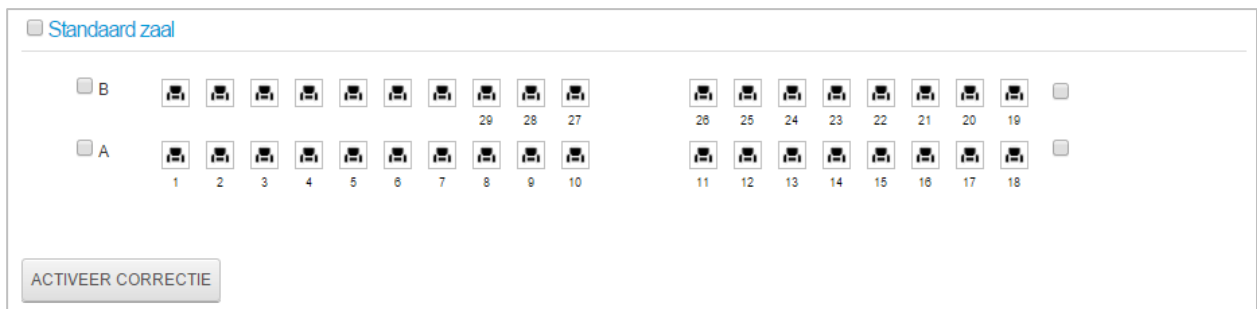 Standaard zaal
B
29 28 27 26 25 24 23 22 21 20 19
A
1 2 3 4 5 6 7 8 9 10 11 12 13 14 15 16 17 18
ACTIVEER CORRECTIE